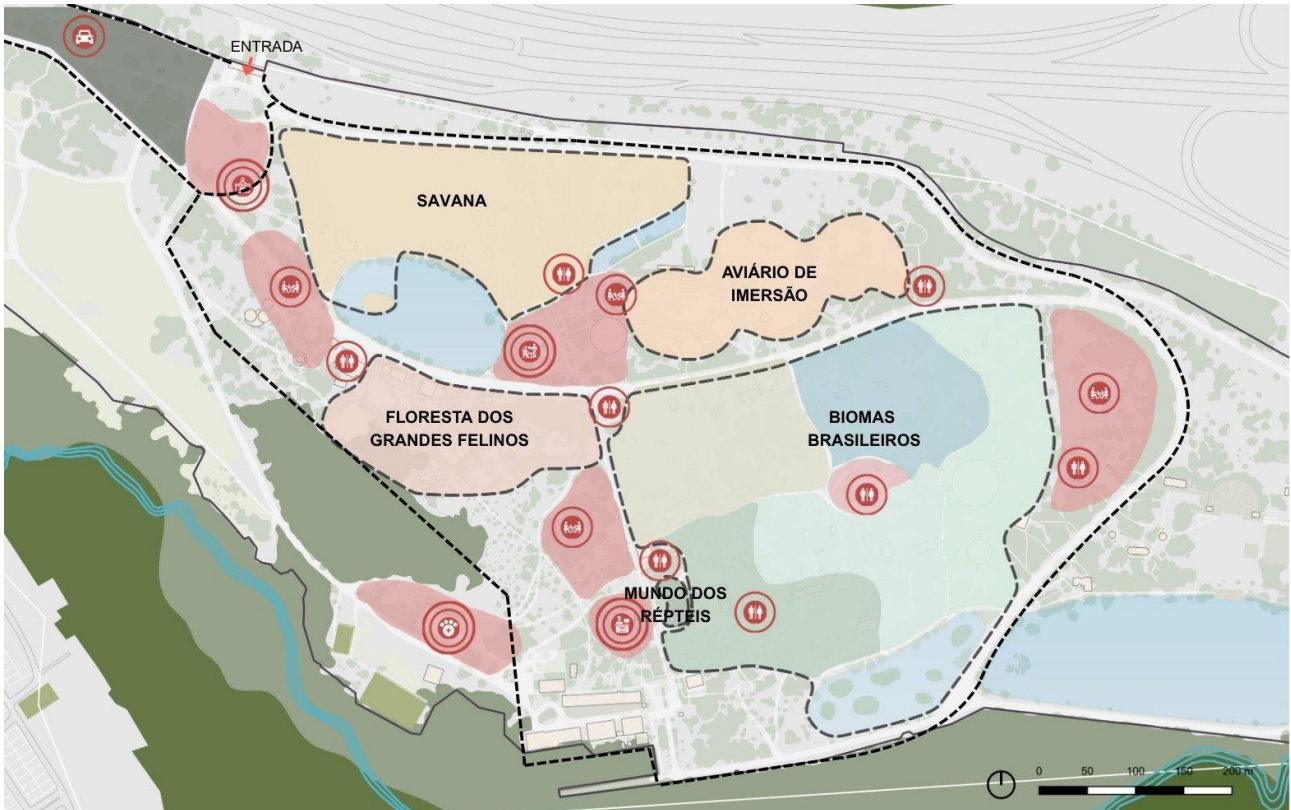 ENTRADA
SAVANA
AVIÁRIO DE
IMERSÃO
FLORESTA DOS
GRANDES FELINOS
BIOMAS
BRASILEIROS
MUNDO DOS
RÉPTEIS
0 50 100 150 200 m